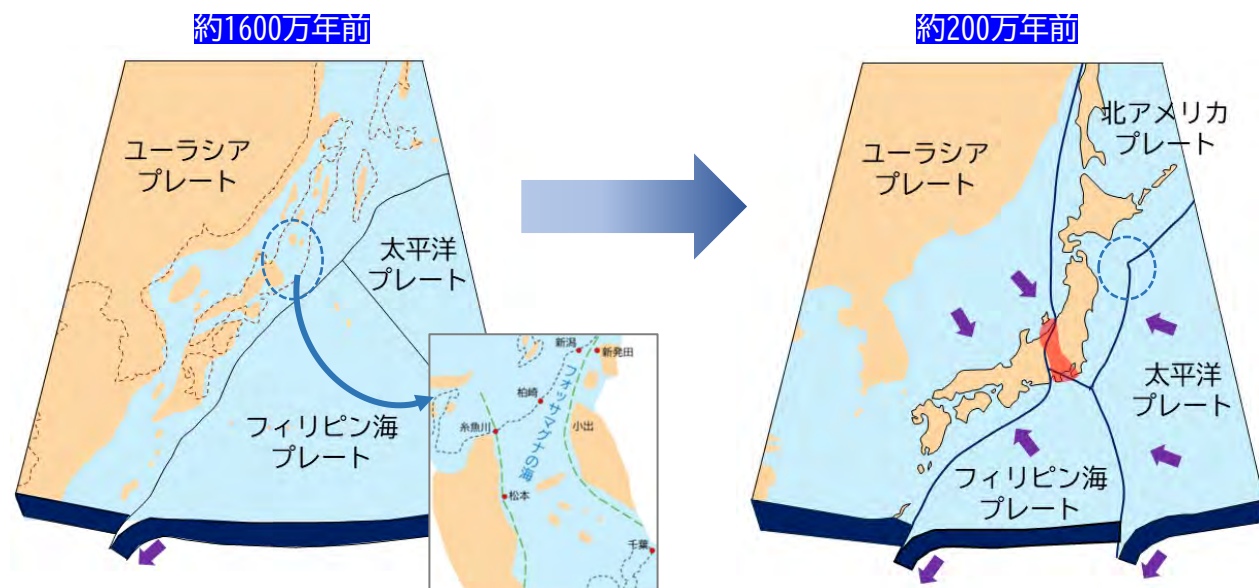 約1600万年前
ユーラシア
プレート
太平洋
プレート
フィリピン海
プレート
新潟
新発田
柏崎
フォッサマグナの海
小出
糸魚川
松本
千葉
約200万年前
北アメリカ
プレート
ユーラシア
プレート
太平洋
プレート
フィリピン海
プレート